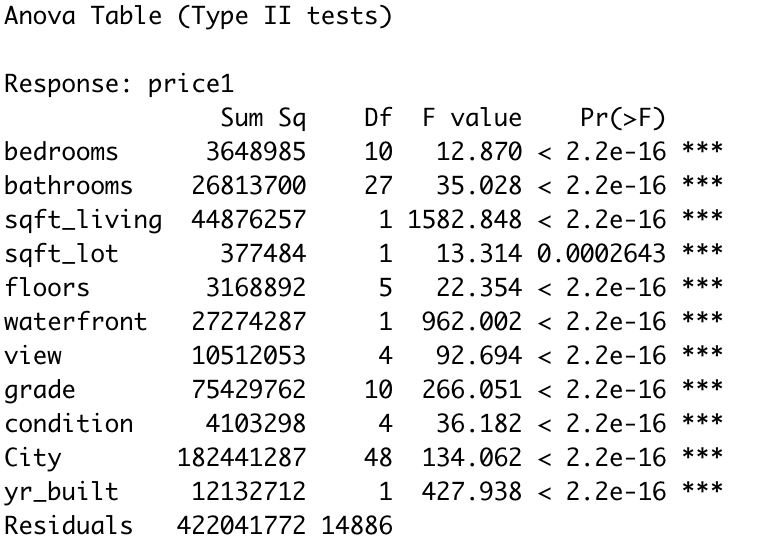 Anova Table (Type II tests)
Response: price1
Sum Sq Df F value Pr(>F)
bedrooms 3648985 10 12.870 < 2.2e-16 ***
bathrooms 26813700 27 35.028 < 2.2e-16 ***
sqft_living 44876257 1 1582.848 < 2.2e-16 ***
sqft_lot 377484 1 13.314 0.0002643 ***
floors 3168892 5 22.354 < 2.2e-16 ***
waterfront 27274287 1 962.002 < 2.2e-16 ***
view 10512053 4 92.694 < 2.2e-16 ***
grade 75429762 10 266.051 < 2.2e-16 ***
condition 4103298 4 36.182 < 2.2e-16 ***
City 182441287 48 134.062 < 2.2e-16 ***
yr_built 12132712 1 427.938 < 2.2e-16 ***
Residuals 422041772 14886